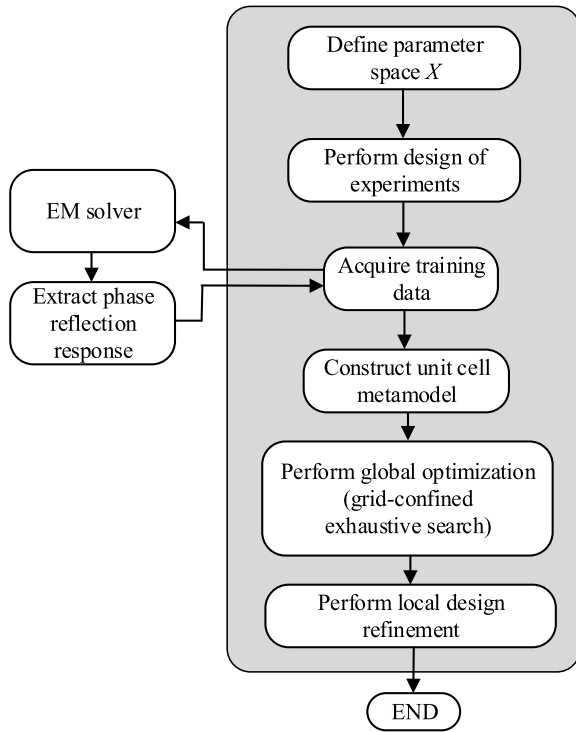 Define parameter
space X
Perform design of
experiments
EM solver
Acquire training
data
Extract phase
reflection
response
Construct unit cell
metamodel
Perform global optimization
(grid-confined
exhaustive search)
Perform local design
refinement
END